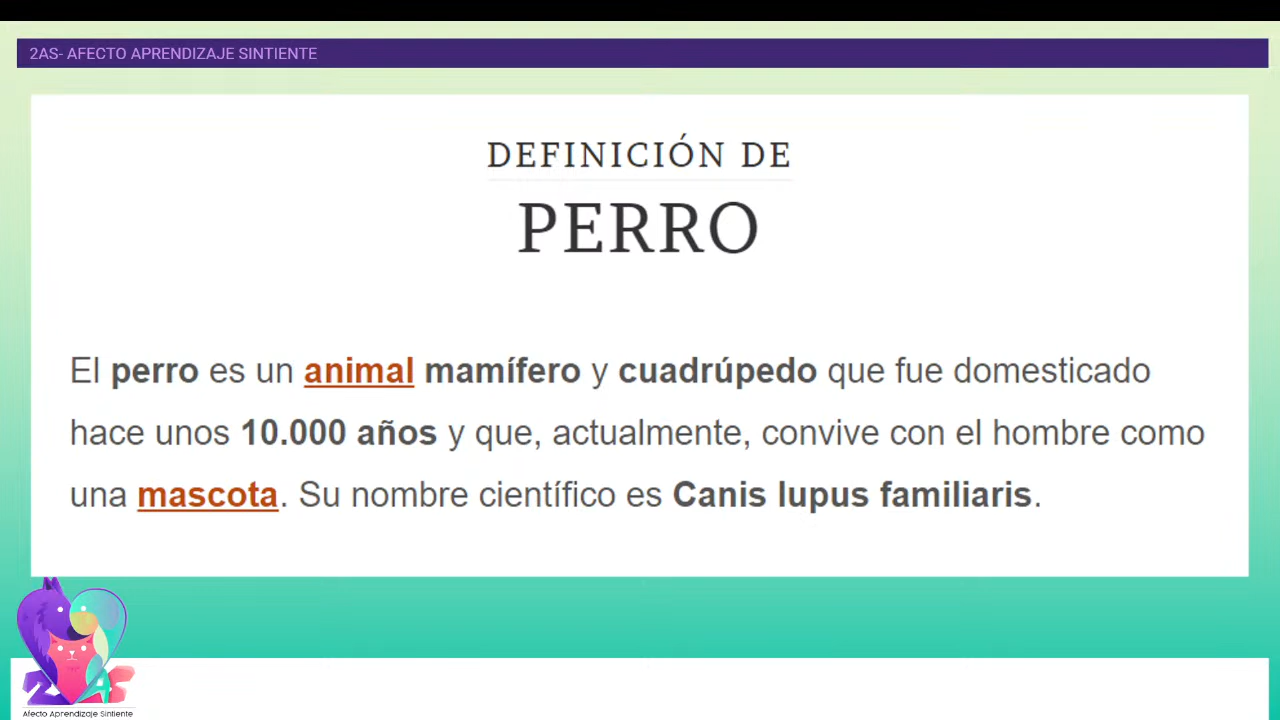 2AS- AFECTO APRENDIZAJE SINTIENTE
DEFINICIÓN DE
PERRO
El perro es un animal mamífero y cuadrúpedo que fue domesticado
hace unos 10.000 años y que, actualmente, convive con el hombre como
una mascota. Su nombre científico es Canis lupus familiaris.
2AS
Afecto Aprendizaje Sintiente